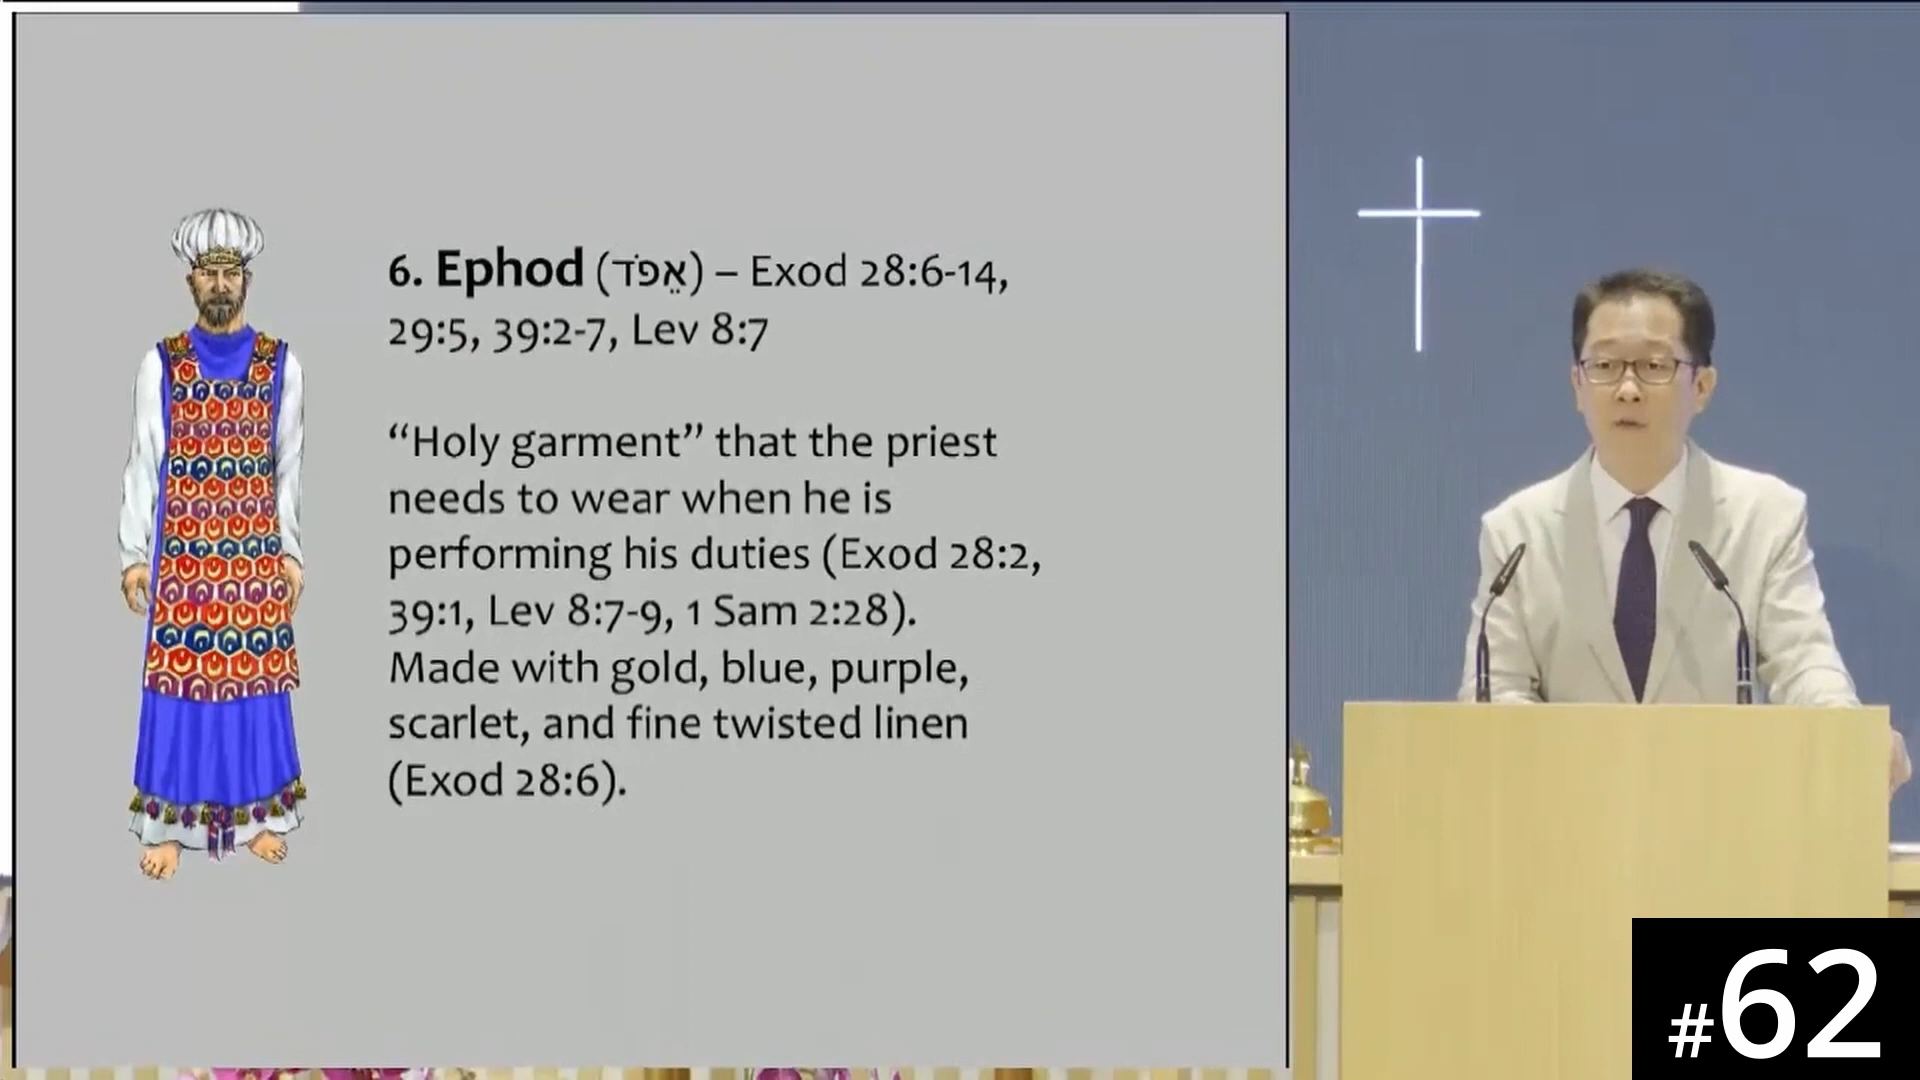 6. Ephod (אֵפֹד) – Exod 28:6-14,
29:5, 39:2-7, Lev 8:7
“Holy garment” that the priest
needs to wear when he is
performing his duties (Exod 28:2,
39:1, Lev 8:7-9, 1 Sam 2:28).
Made with gold, blue, purple,
scarlet, and fine twisted linen
(Exod 28:6).
#62